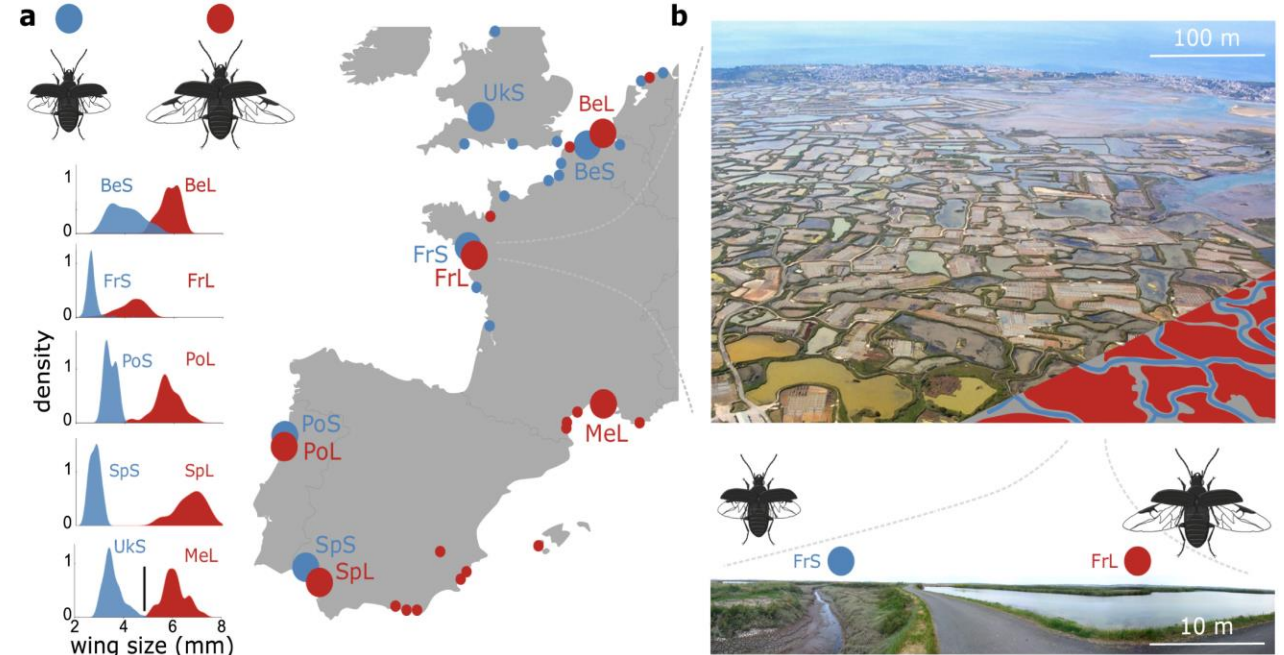 a
b
100 m
UkS
BeL
BeS
FrS
FrL
MeL
PoS
PoL
SpS
SpL
density
1
0
BeS
BeL
1
0
FrS
FrL
1
0
PoS
PoL
1
0
SpS
SpL
1
0
UkS
MeL
2 4 6 8
wing size (mm)
FrS
FrL
10 m